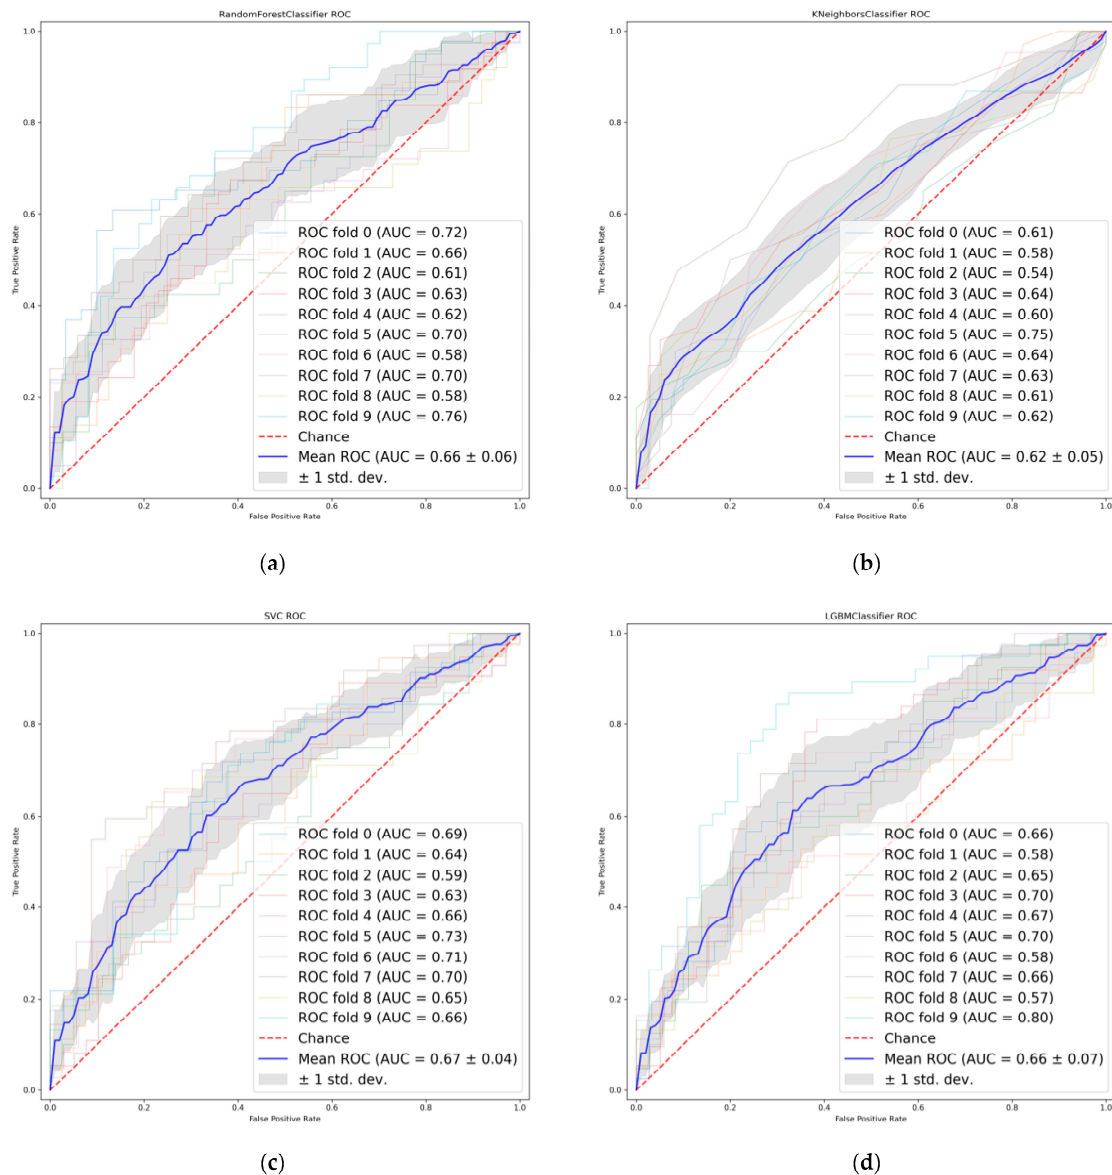 RandomForestClassifier ROC
True Positive Rate
1.0
0.8
0.6
0.4
0.2
0.0
ROC fold 0 (AUC = 0.72)
ROC fold 1 (AUC = 0.66)
ROC fold 2 (AUC = 0.61)
ROC fold 3 (AUC = 0.63)
ROC fold 4 (AUC = 0.62)
ROC fold 5 (AUC = 0.70)
ROC fold 6 (AUC = 0.58)
ROC fold 7 (AUC = 0.70)
ROC fold 8 (AUC = 0.58)
ROC fold 9 (AUC = 0.76)
Chance
Mean ROC (AUC = 0.66 ± 0.06)
± 1 std. dev.
0.0 0.2 0.4 0.6 0.8 1.0
False Positive Rate
(a)
KNeighborsClassifier ROC
True Positive Rate
1.0
0.8
0.6
0.4
0.2
0.0
ROC fold 0 (AUC = 0.61)
ROC fold 1 (AUC = 0.58)
ROC fold 2 (AUC = 0.54)
ROC fold 3 (AUC = 0.64)
ROC fold 4 (AUC = 0.60)
ROC fold 5 (AUC = 0.75)
ROC fold 6 (AUC = 0.64)
ROC fold 7 (AUC = 0.63)
ROC fold 8 (AUC = 0.61)
ROC fold 9 (AUC = 0.62)
Chance
Mean ROC (AUC = 0.62 ± 0.05)
± 1 std. dev.
0.0 0.2 0.4 0.6 0.8 1.0
False Positive Rate
(b)
SVC ROC
True Positive Rate
1.0
0.8
0.6
0.4
0.2
0.0
ROC fold 0 (AUC = 0.69)
ROC fold 1 (AUC = 0.64)
ROC fold 2 (AUC = 0.59)
ROC fold 3 (AUC = 0.63)
ROC fold 4 (AUC = 0.66)
ROC fold 5 (AUC = 0.73)
ROC fold 6 (AUC = 0.71)
ROC fold 7 (AUC = 0.70)
ROC fold 8 (AUC = 0.65)
ROC fold 9 (AUC = 0.66)
Chance
Mean ROC (AUC = 0.67 ± 0.04)
± 1 std. dev.
0.0 0.2 0.4 0.6 0.8 1.0
False Positive Rate
(c)
LGBMClassifier ROC
True Positive Rate
1.0
0.8
0.6
0.4
0.2
0.0
ROC fold 0 (AUC = 0.66)
ROC fold 1 (AUC = 0.58)
ROC fold 2 (AUC = 0.65)
ROC fold 3 (AUC = 0.70)
ROC fold 4 (AUC = 0.67)
ROC fold 5 (AUC = 0.70)
ROC fold 6 (AUC = 0.58)
ROC fold 7 (AUC = 0.66)
ROC fold 8 (AUC = 0.57)
ROC fold 9 (AUC = 0.80)
Chance
Mean ROC (AUC = 0.66 ± 0.07)
± 1 std. dev.
0.0 0.2 0.4 0.6 0.8 1.0
False Positive Rate
(d)